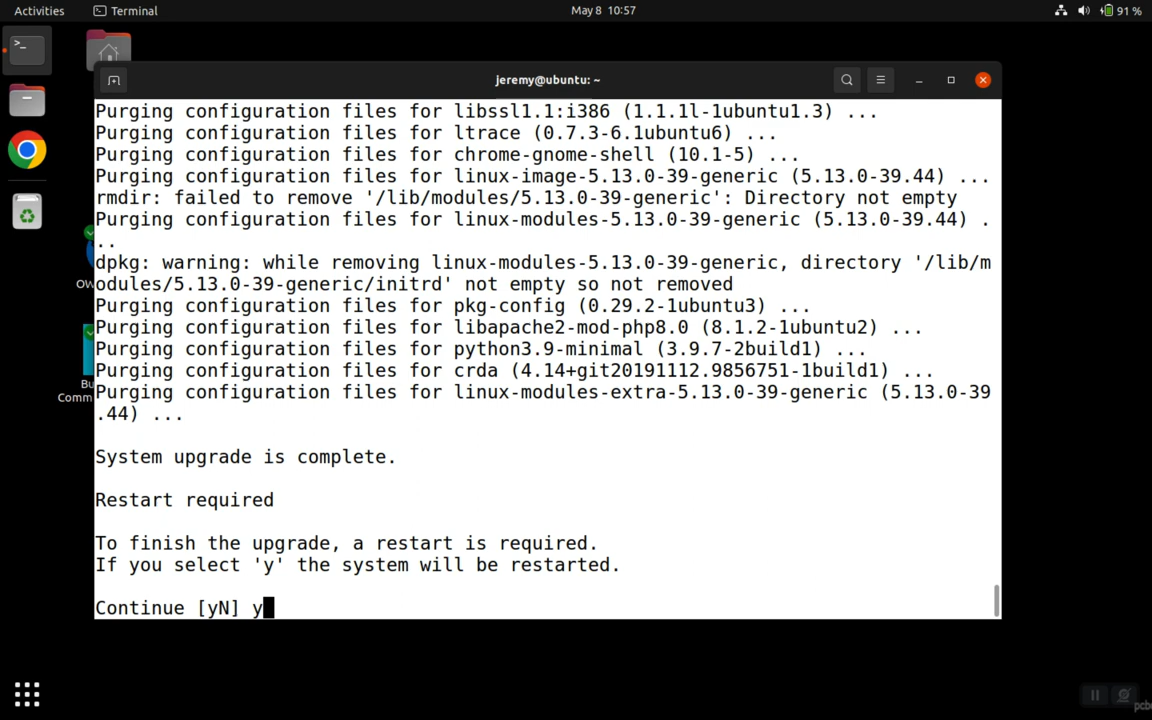 Activities
Terminal
May 8 10:57
91 %
jeremy@ubuntu: ~
Purging configuration files for libssl1.1:i386 (1.1.1l-1ubuntu1.3) ...
Purging configuration files for ltrace (0.7.3-6.1ubuntu6) ...
Purging configuration files for chrome-gnome-shell (10.1-5) ...
Purging configuration files for linux-image-5.13.0-39-generic (5.13.0-39.44) ...
rmdir: failed to remove '/lib/modules/5.13.0-39-generic': Directory not empty
Purging configuration files for linux-modules-5.13.0-39-generic (5.13.0-39.44) .
..
dpkg: warning: while removing linux-modules-5.13.0-39-generic, directory '/lib/m
odules/5.13.0-39-generic/initrd' not empty so not removed
Purging configuration files for pkg-config (0.29.2-1ubuntu3) ...
Purging configuration files for libapache2-mod-php8.0 (8.1.2-1ubuntu2) ...
Purging configuration files for python3.9-minimal (3.9.7-2build1) ...
Purging configuration files for crda (4.14+git20191112.9856751-1build1) ...
Purging configuration files for linux-modules-extra-5.13.0-39-generic (5.13.0-39
.44) ...
System upgrade is complete.
Restart required
To finish the upgrade, a restart is required.
If you select 'y' the system will be restarted.
Continue [yN] y
OW
Bu
Comm